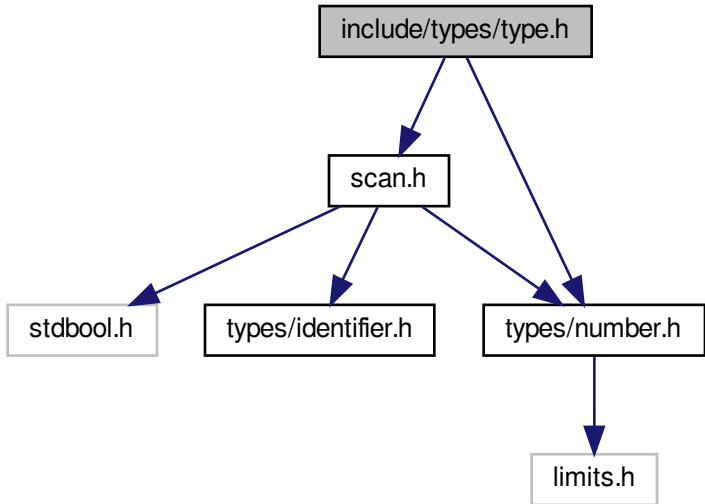 include/types/type.h
scan.h
stdbool.h
types/identifier.h
types/number.h
limits.h